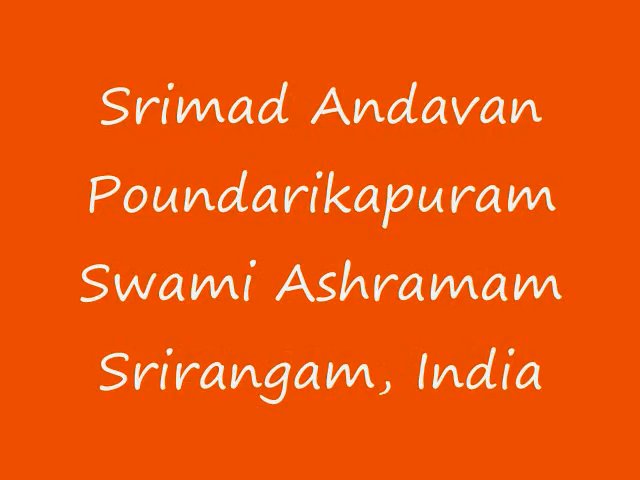 Srimad Andavan
Poundarikapuram
Swami Ashramam
Srirangam, India